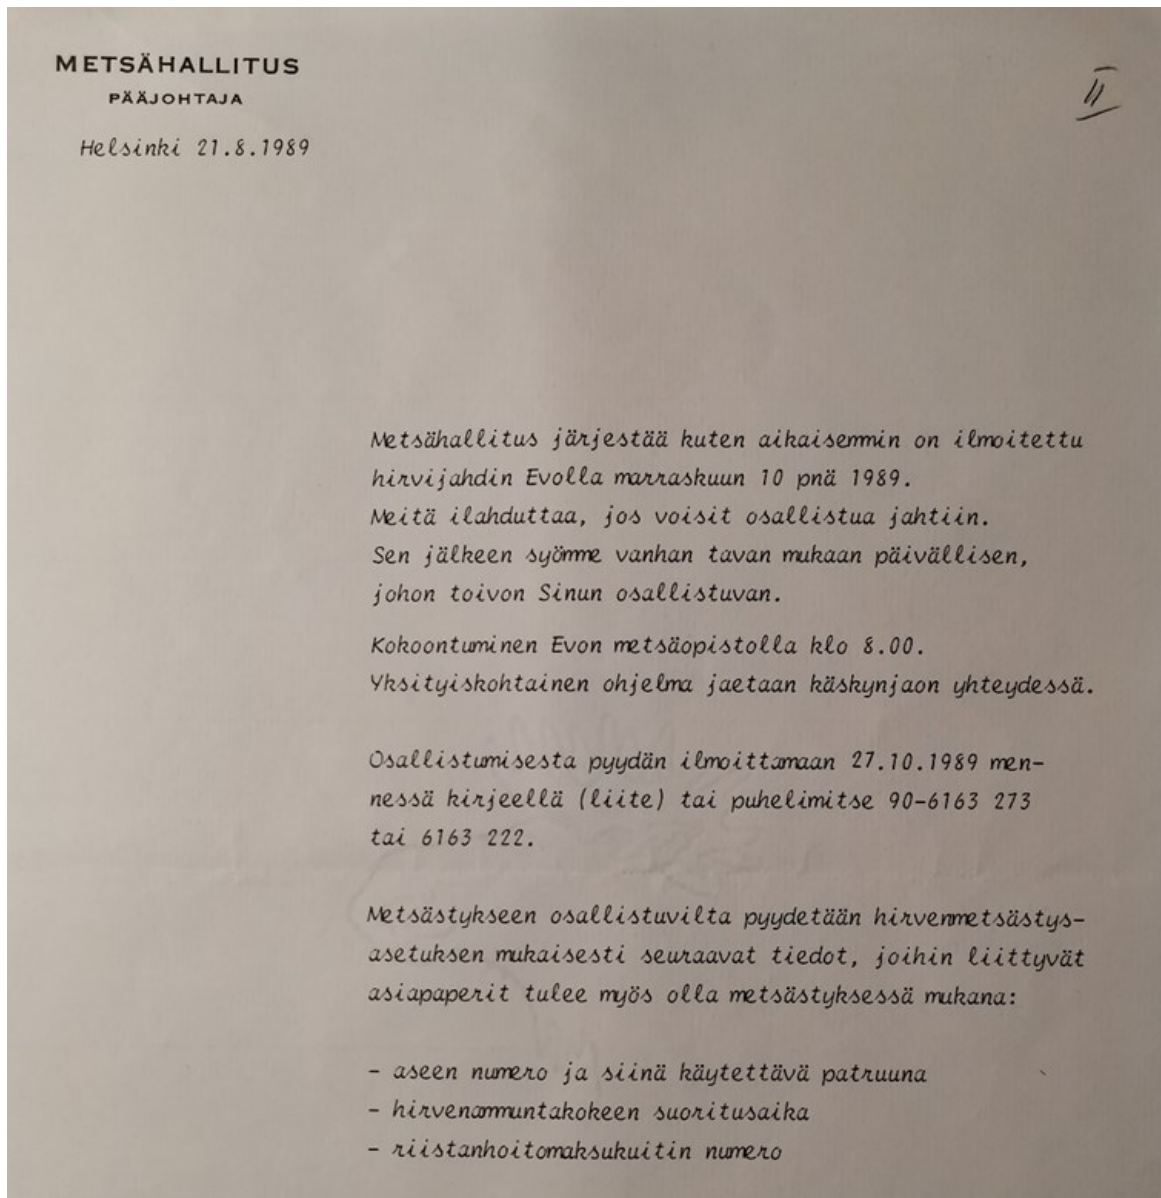 METSÄHALLITUS
PÄÄJOHTAJA
II
Helsinki 21.8.1989
Metsähallitus järjestää kuten aikaisemmin on ilmoitettu
hirvijahdin Evolla marraskuun 10 pnä 1989.
Meitä ilahduttaa, jos voisit osallistua jahtiin.
Sen jälkeen syömme vanhan tavan mukaan päivällisen,
johon toivon Sinun osallistuvan.
Kokoontuminen Evon metsäopistolla klo 8.00.
Yksityiskohtainen ohjelma jaetaan käskynjaon yhteydessä.
Osallistumisesta pyydän ilmoittamaan 27.10.1989 men-
nessä kirjeellä (liite) tai puhelimitse 90-6163 273
tai 6163 222.
Metsästykseen osallistuvilta pyydetään hirvenmetsästys-
asetuksen mukaisesti seuraavat tiedot, joihin liittyvät
asiapaperit tulee myös olla metsästyksessä mukana:
- aseen numero ja siinä käytettävä patruuna
- hirvenammuntakokeen suoritusaika
- riistanhoitomaksukuitin numero